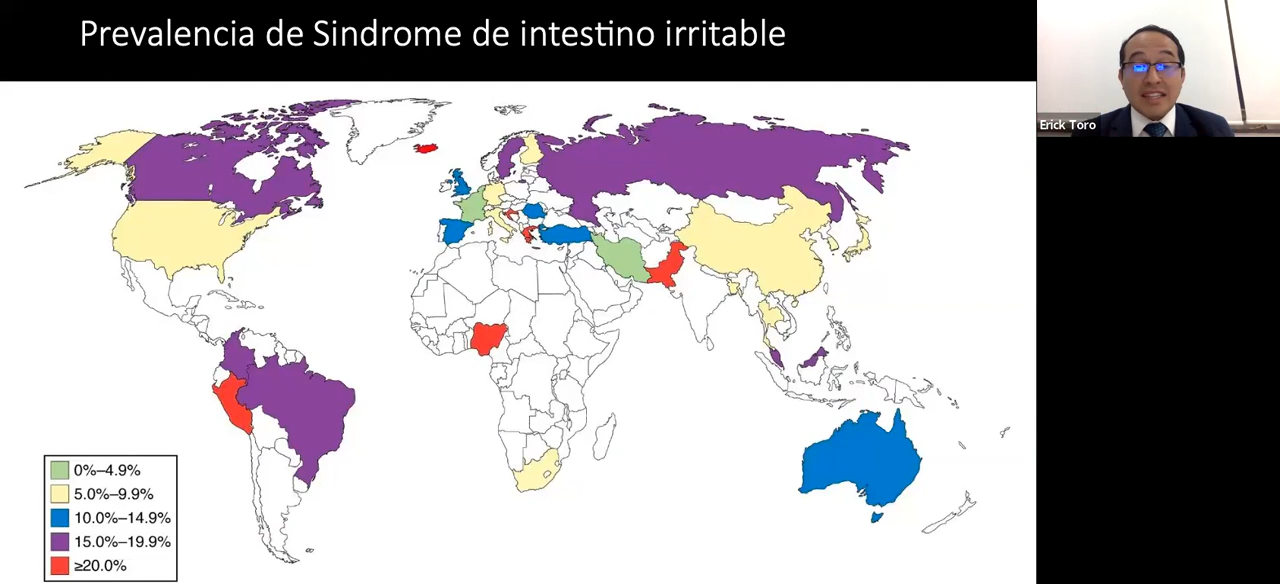 Prevalencia de Sindrome de intestino irritable
Erick Toro
0%–4.9%
5.0%–9.9%
10.0%–14.9%
15.0%–19.9%
≥20.0%